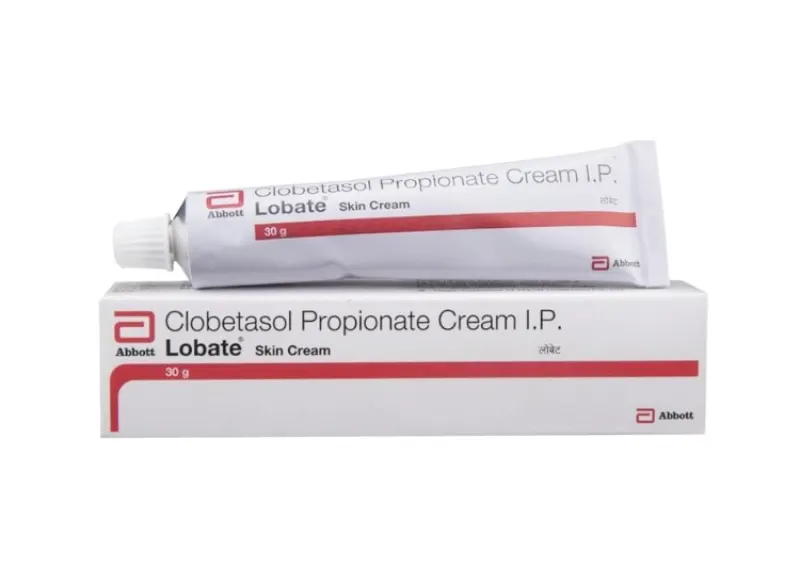 Clobetasol Propionate Cream I.P.
Abbott Lobate® Skin Cream लोबेट
30 g
Abbott
Clobetasol Propionate Cream I.P.
Abbott Lobate® Skin Cream लोबेट
30 g
Abbott